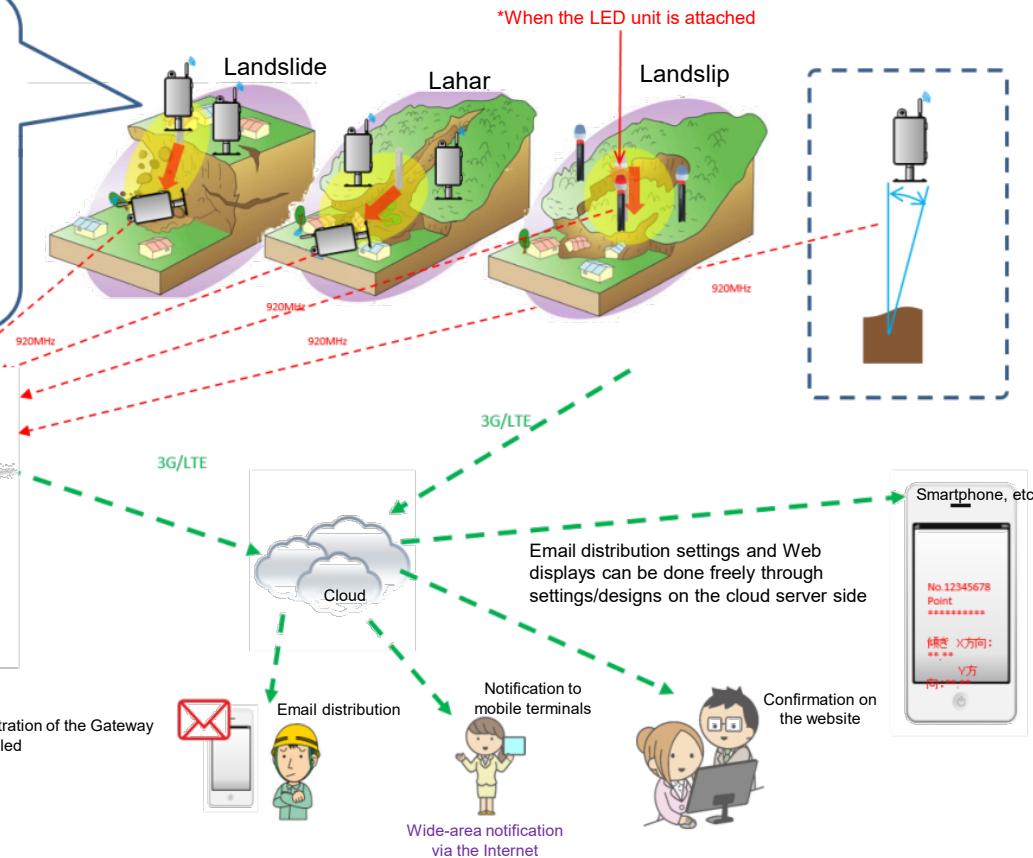 *When the LED unit is attached
Landslide
Lahar
Landslip
920MHz
920MHz
920MHz
920MHz
3G/LTE
3G/LTE
Smartphone, etc
Email distribution settings and Web
displays can be done freely through
settings/designs on the cloud server side
Cloud
No.12345678
Point
**********
傾き X方向:
**.**
Y方
向:**.**
tration of the Gateway
led
Email distribution
Notification to
mobile terminals
Confirmation on
the website
Wide-area notification
via the Internet